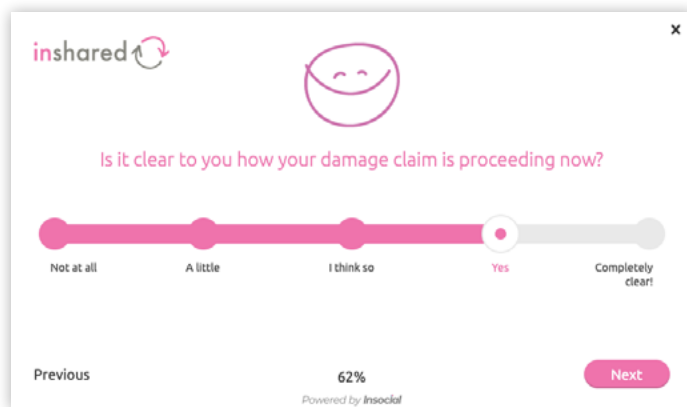 x
inshared
Is it clear to you how your damage claim is proceeding now?
Not at all
A little
I think so
Yes
Completely
clear!
Previous
62%
Next
Powered by Insocial